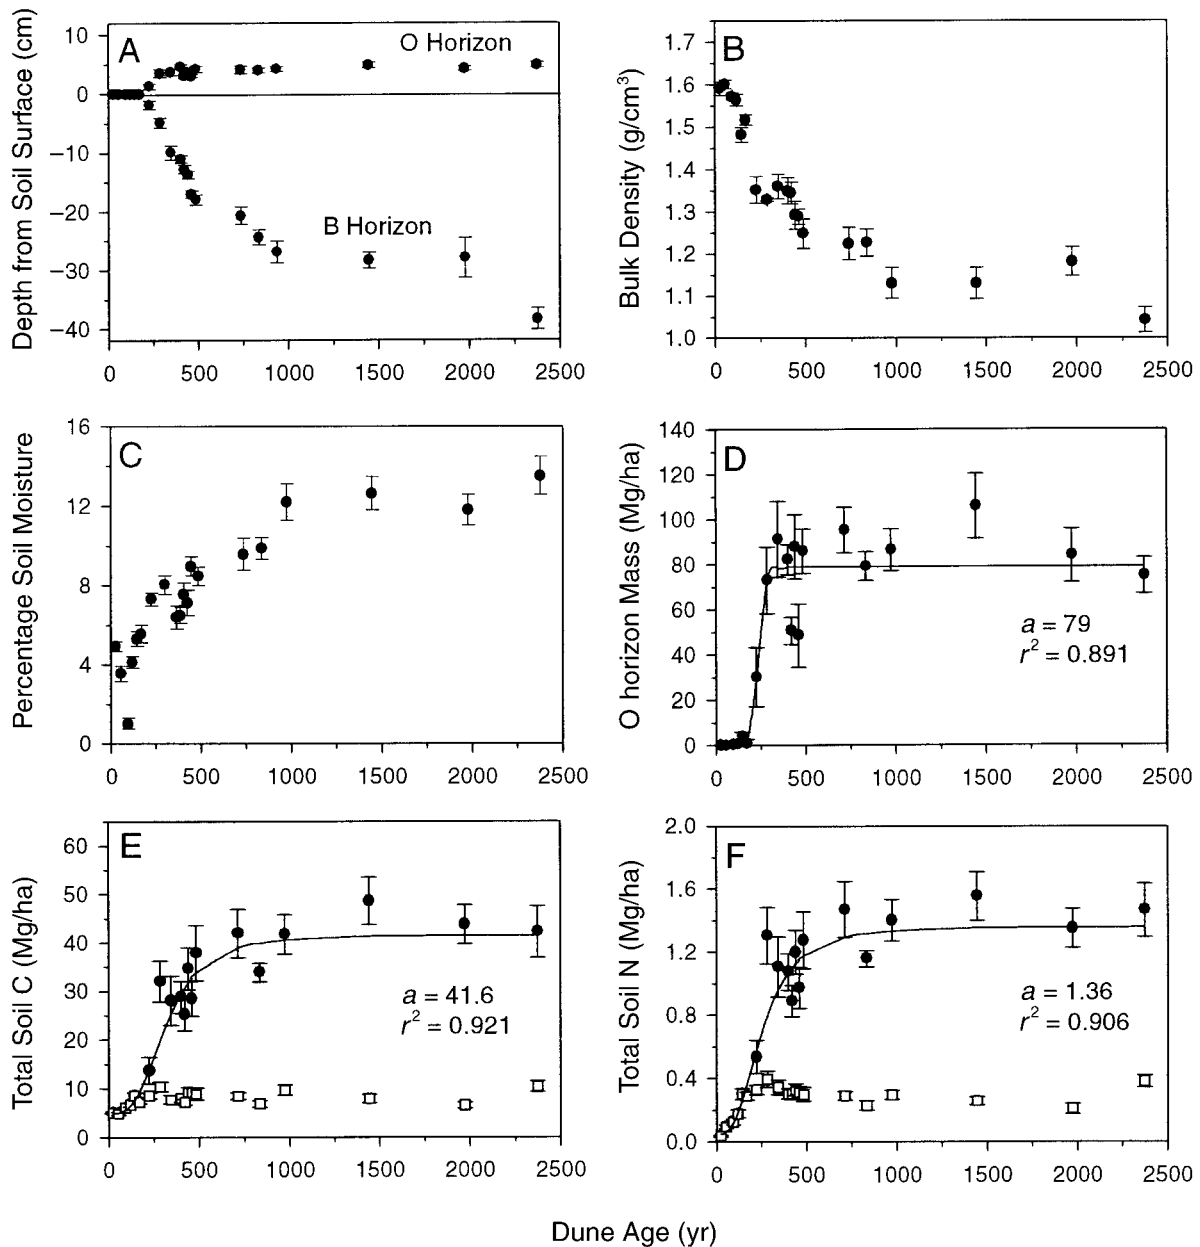 Depth from Soil Surface (cm)
10
0
−10
−20
−30
−40
A
O Horizon
B Horizon
0 500 1000 1500 2000 2500
Bulk Density (g/cm³)
1.7
1.6
1.5
1.4
1.3
1.2
1.1
1.0
B
0 500 1000 1500 2000 2500
Percentage Soil Moisture
16
12
8
4
0
C
0 500 1000 1500 2000 2500
O horizon Mass (Mg/ha)
140
120
100
80
60
40
20
0
D
a = 79
r² = 0.891
0 500 1000 1500 2000 2500
Total Soil C (Mg/ha)
60
50
40
30
20
10
0
E
a = 41.6
r² = 0.921
0 500 1000 1500 2000 2500
Total Soil N (Mg/ha)
2.0
1.6
1.2
0.8
0.4
0.0
F
a = 1.36
r² = 0.906
0 500 1000 1500 2000 2500
Dune Age (yr)